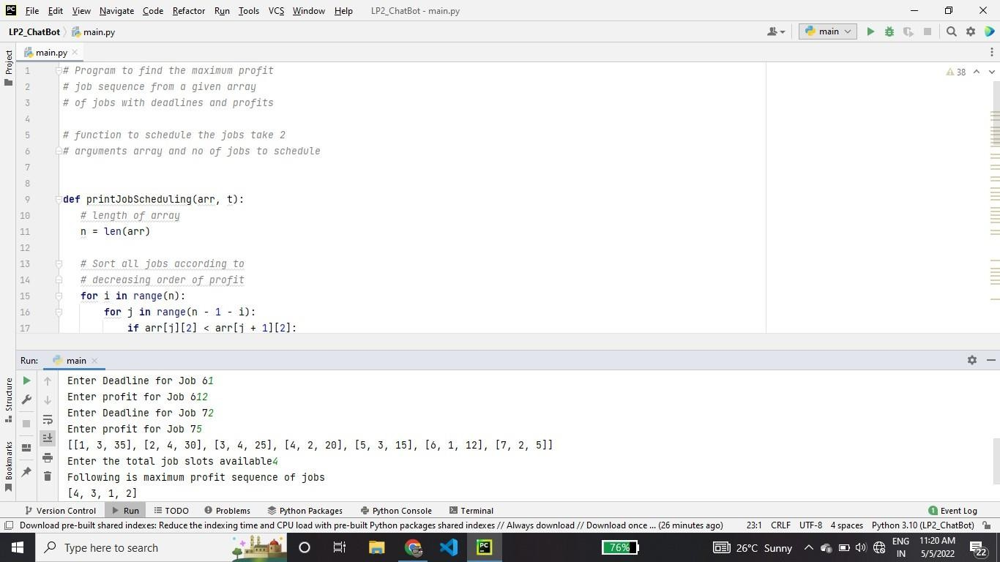 PC File Edit View Navigate Code Refactor Run Tools VCS Window Help LP2_ChatBot - main.py
LP2_ChatBot main.py main
Project
main.py
38
1 # Program to find the maximum profit
2 # job sequence from a given array
3 # of jobs with deadlines and profits
4
5 # function to schedule the jobs take 2
6 # arguments array and no of jobs to schedule
7
8
9 def printJobScheduling(arr, t):
10 # length of array
11 n = len(arr)
12
13 # Sort all jobs according to
14 # decreasing order of profit
15 for i in range(n):
16 for j in range(n - 1 - i):
17 if arr[j][2] < arr[j + 1][2]:
Run: main
Structure
Bookmarks
Enter Deadline for Job 61
Enter profit for Job 612
Enter Deadline for Job 72
Enter profit for Job 75
[[1, 3, 35], [2, 4, 30], [3, 4, 25], [4, 2, 20], [5, 3, 15], [6, 1, 12], [7, 2, 5]]
Enter the total job slots available4
Following is maximum profit sequence of jobs
[4, 3, 1, 2]
Version Control Run TODO Problems Python Packages Python Console Terminal 1 Event Log
Download pre-built shared indexes: Reduce the indexing time and CPU load with pre-built Python packages shared indexes // Always download // Download once ... (26 minutes ago) 23:1 CRLF UTF-8 4 spaces Python 3.10 (LP2_ChatBot)
Type here to search PC 76% 26°C Sunny ENG IN 11:20 AM 5/5/2022 22